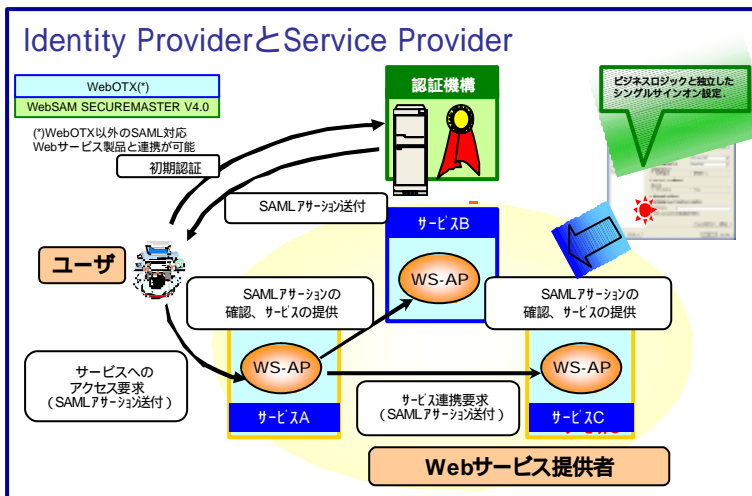 Identity ProviderとService Provider
WebOTX(*)
WebSAM SECUREMASTER V4.0
(*)WebOTX以外のSAML対応
Webサービス製品と連携が可能
初期認証
認証機構
ビジネスロジックと独立した
シングルサインオン設定.
SAMLｱｻｰｼｮﾝ送付
ｻｰﾋﾞｽB
WS-AP
ユーザ
SAMLｱｻｰｼｮﾝの
確認、ｻｰﾋﾞｽの提供
SAMLｱｻｰｼｮﾝの
確認、ｻｰﾋﾞｽの提供
サービスへの
アクセス要求
(SAMLｱｻｰｼｮﾝ送付)
WS-AP
ｻｰﾋﾞｽA
ｻｰﾋﾞｽ連携要求
(SAMLｱｻｰｼｮﾝ送付)
WS-AP
ｻｰﾋﾞｽC
Webサービス提供者